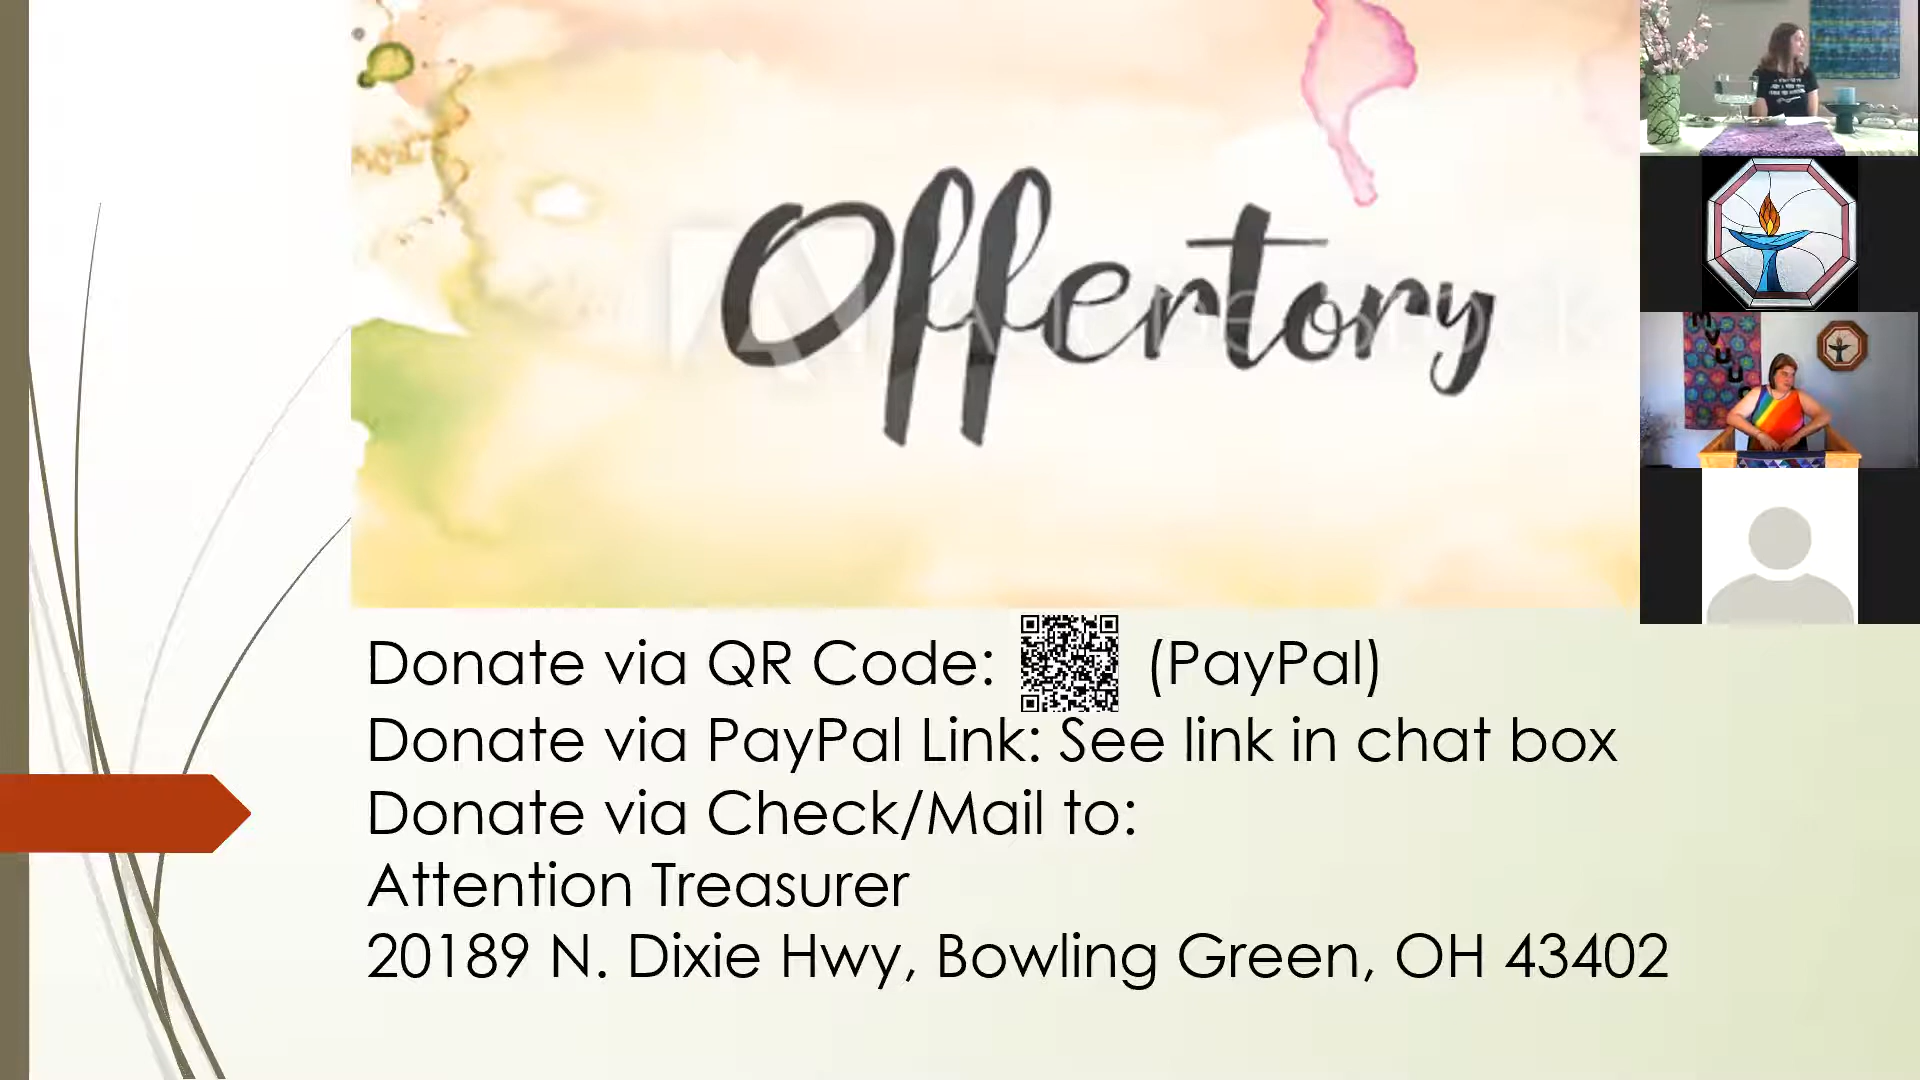 Offertory
Donate via QR Code: (PayPal)
Donate via PayPal Link: See link in chat box
Donate via Check/Mail to:
Attention Treasurer
20189 N. Dixie Hwy, Bowling Green, OH 43402